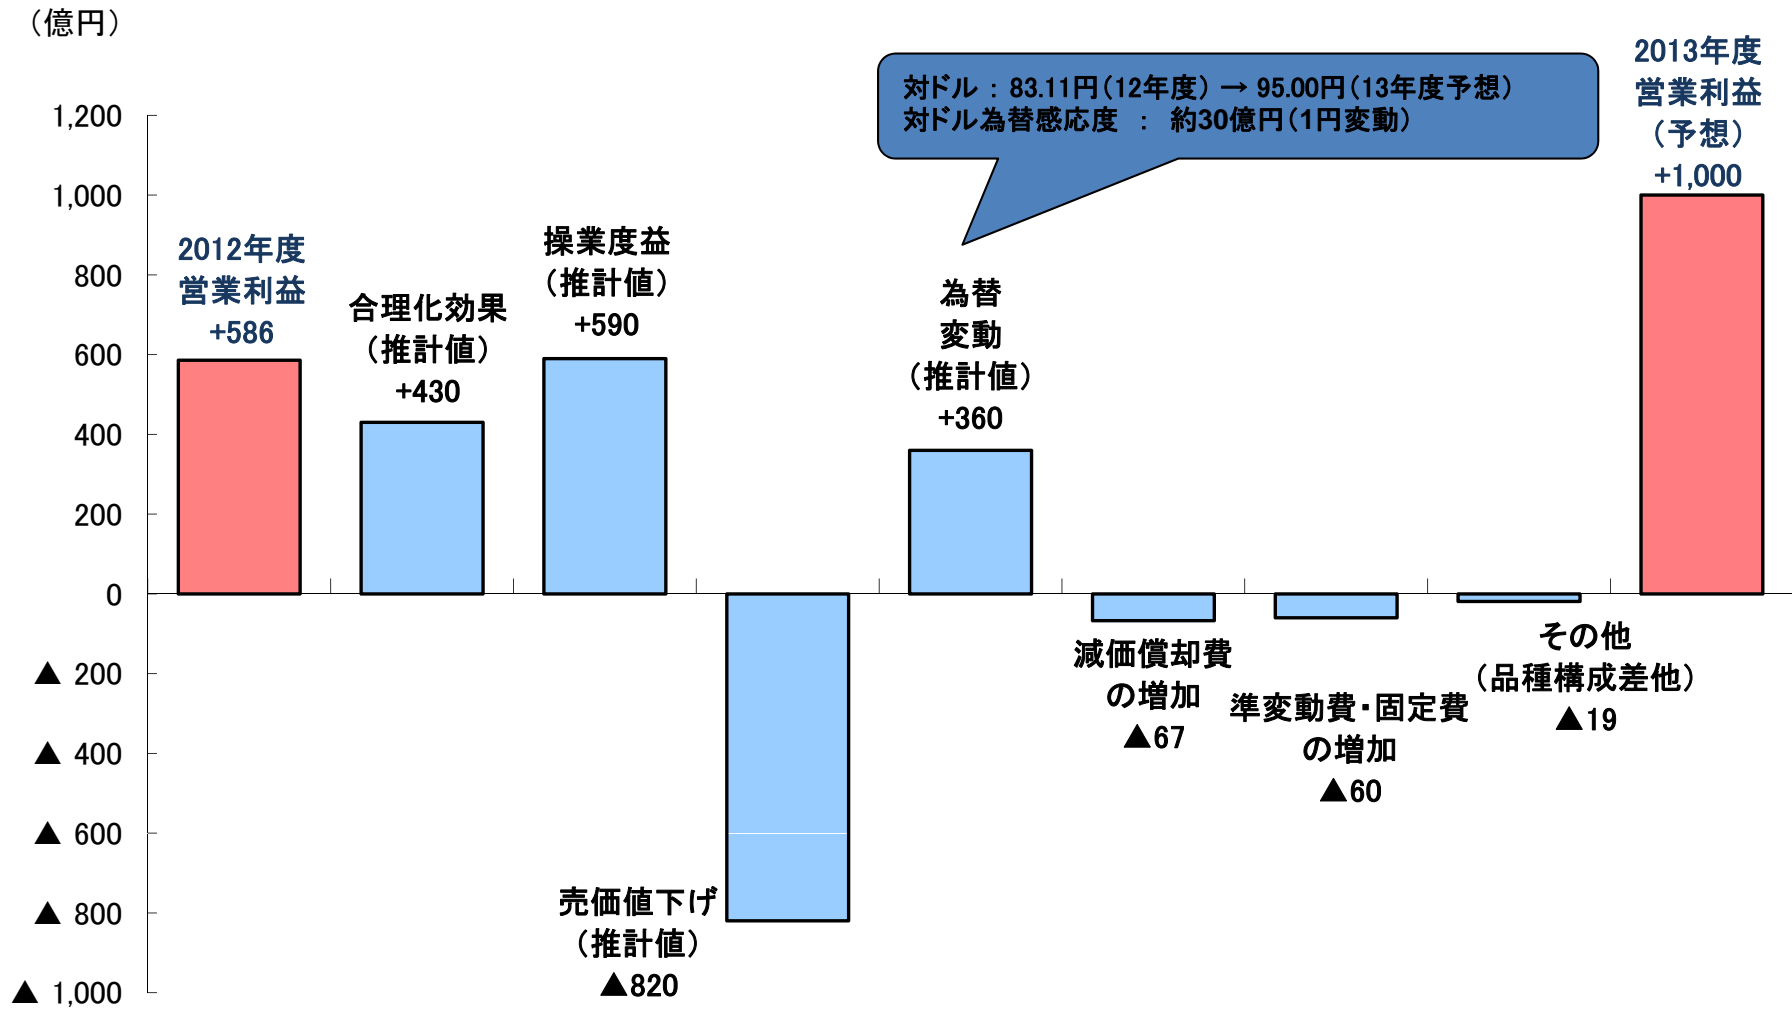 （億円）
対ドル ： 83.11円（12年度） → 95.00円（13年度予想）
対ドル為替感応度 ： 約30億円（1円変動）
1,200
1,000
800
600
400
200
0
▲ 200
▲ 400
▲ 600
▲ 800
▲ 1,000
2012年度
営業利益
+586
合理化効果
（推計値）
+430
操業度益
（推計値）
+590
売価値下げ
（推計値）
▲820
為替
変動
（推計値）
+360
減価償却費
の増加
▲67
準変動費・固定費
の増加
▲60
その他
（品種構成差他）
▲19
2013年度
営業利益
（予想）
+1,000